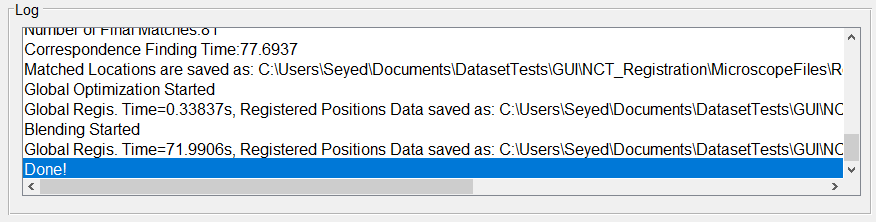 Log
Number of Final Matches:81
Correspondence Finding Time:77.6937
Matched Locations are saved as: C:\Users\Seyed\Documents\DatasetTests\GUI\NCT_Registration\MicroscopeFiles\R
Global Optimization Started
Global Regis. Time=0.33837s, Registered Positions Data saved as: C:\Users\Seyed\Documents\DatasetTests\GUI\NC
Blending Started
Global Regis. Time=71.9906s, Registered Positions Data saved as: C:\Users\Seyed\Documents\DatasetTests\GUI\NC
Done!